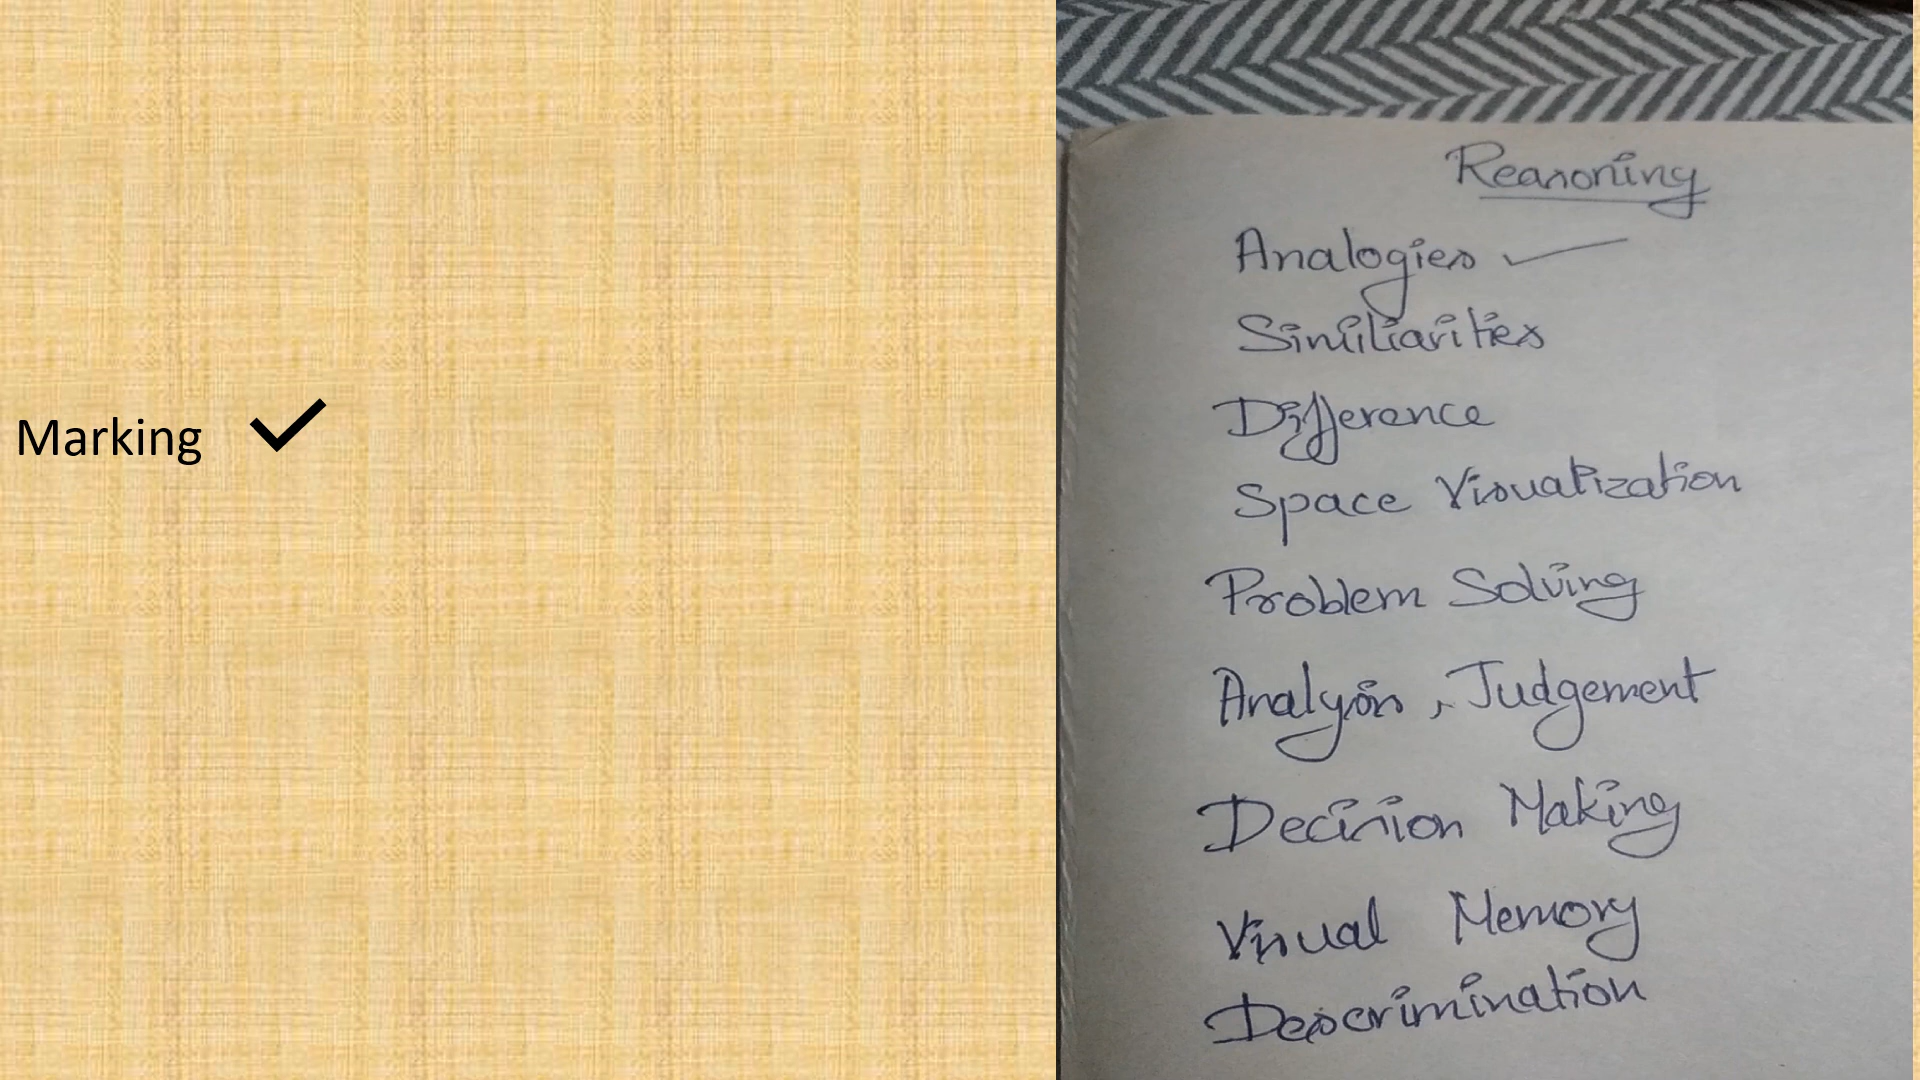 Marking ✓
Reasoning
Analogies ✓
Similiarities
Difference
Space Visualization
Problem Solving
Analysis, Judgement
Decision Making
Visual Memory
Descrimination